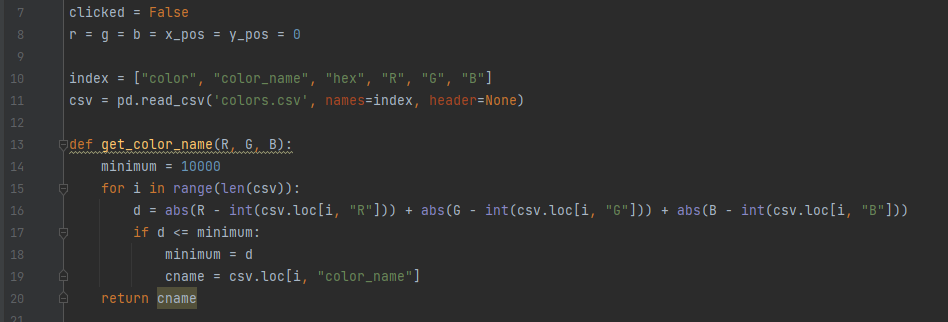 7 clicked = False
8 r = g = b = x_pos = y_pos = 0
9
10 index = ["color", "color_name", "hex", "R", "G", "B"]
11 csv = pd.read_csv('colors.csv', names=index, header=None)
12
13 def get_color_name(R, G, B):
14     minimum = 10000
15     for i in range(len(csv)):
16         d = abs(R - int(csv.loc[i, "R"])) + abs(G - int(csv.loc[i, "G"])) + abs(B - int(csv.loc[i, "B"]))
17         if d <= minimum:
18             minimum = d
19             cname = csv.loc[i, "color_name"]
20     return cname
21